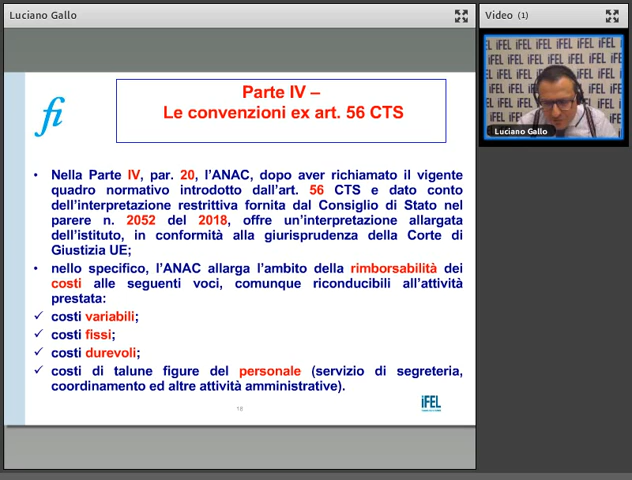 Luciano Gallo
Video (1)
iFEL iFEL iFEL iFEL iFEL
Luciano Gallo
fi
Parte IV –
Le convenzioni ex art. 56 CTS
• Nella Parte IV, par. 20, l’ANAC, dopo aver richiamato il vigente
quadro normativo introdotto dall’art. 56 CTS e dato conto
dell’interpretazione restrittiva fornita dal Consiglio di Stato nel
parere n. 2052 del 2018, offre un’interpretazione allargata
dell’istituto, in conformità alla giurisprudenza della Corte di
Giustizia UE;
• nello specifico, l’ANAC allarga l’ambito della rimborsabilità dei
costi alle seguenti voci, comunque riconducibili all’attività
prestata:
✓ costi variabili;
✓ costi fissi;
✓ costi durevoli;
✓ costi di talune figure del personale (servizio di segreteria,
coordinamento ed altre attività amministrative).
18
iFEL